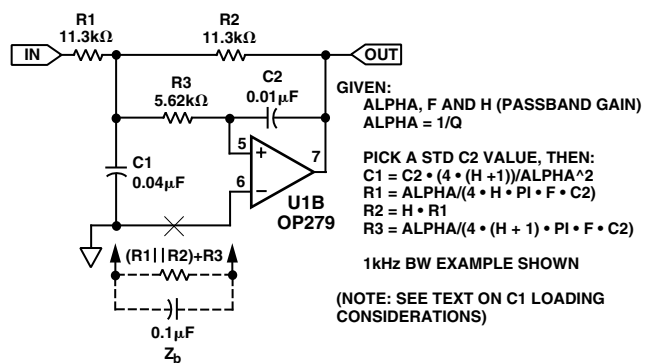 R1
11.3kΩ
R2
11.3kΩ
IN
OUT
R3
5.62kΩ
C2
0.01μF
C1
0.04μF
5
+
6
–
7
U1B
OP279
(R1||R2)+R3
0.1μF
Zb
GIVEN:
ALPHA, F AND H (PASSBAND GAIN)
ALPHA = 1/Q
PICK A STD C2 VALUE, THEN:
C1 = C2 • (4 • (H +1))/ALPHA^2
R1 = ALPHA/(4 • H • PI • F • C2)
R2 = H • R1
R3 = ALPHA/(4 • (H + 1) • PI • F • C2)
1kHz BW EXAMPLE SHOWN
(NOTE: SEE TEXT ON C1 LOADING
CONSIDERATIONS)